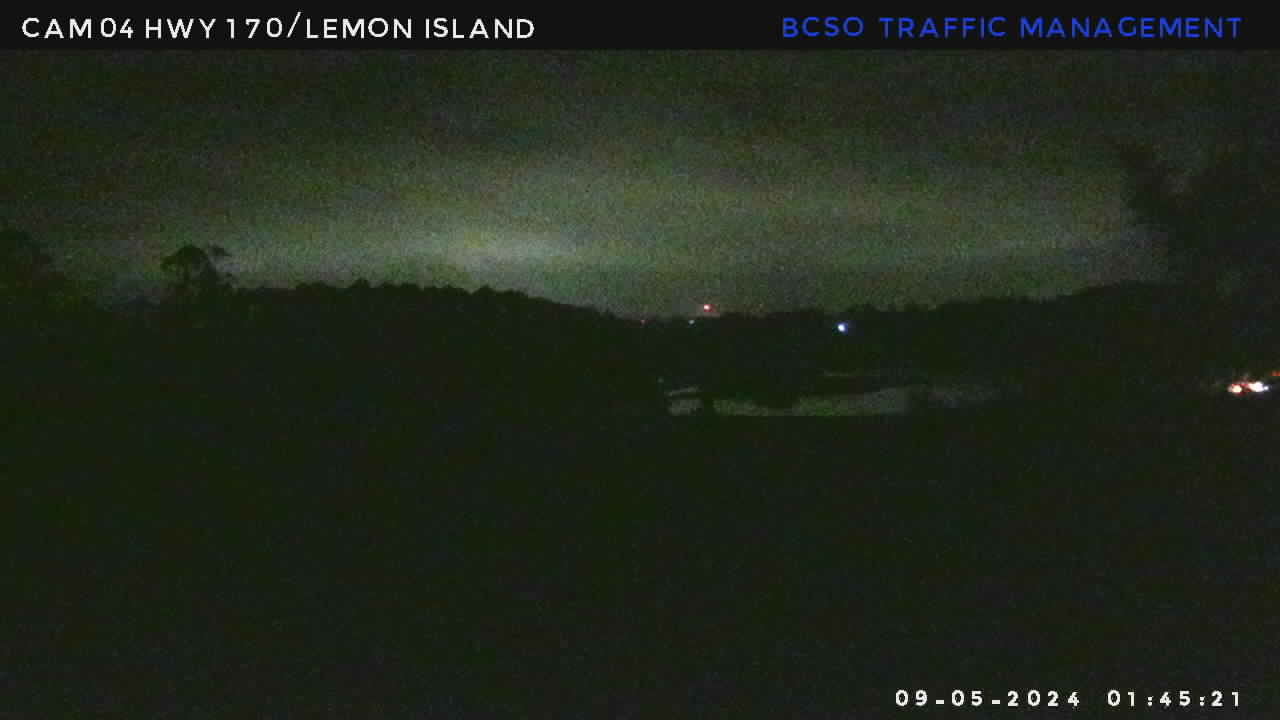 CAM04 HWY 170/LEMON ISLAND
BCSO TRAFFIC MANAGEMENT
09-05-2024 01:45:21